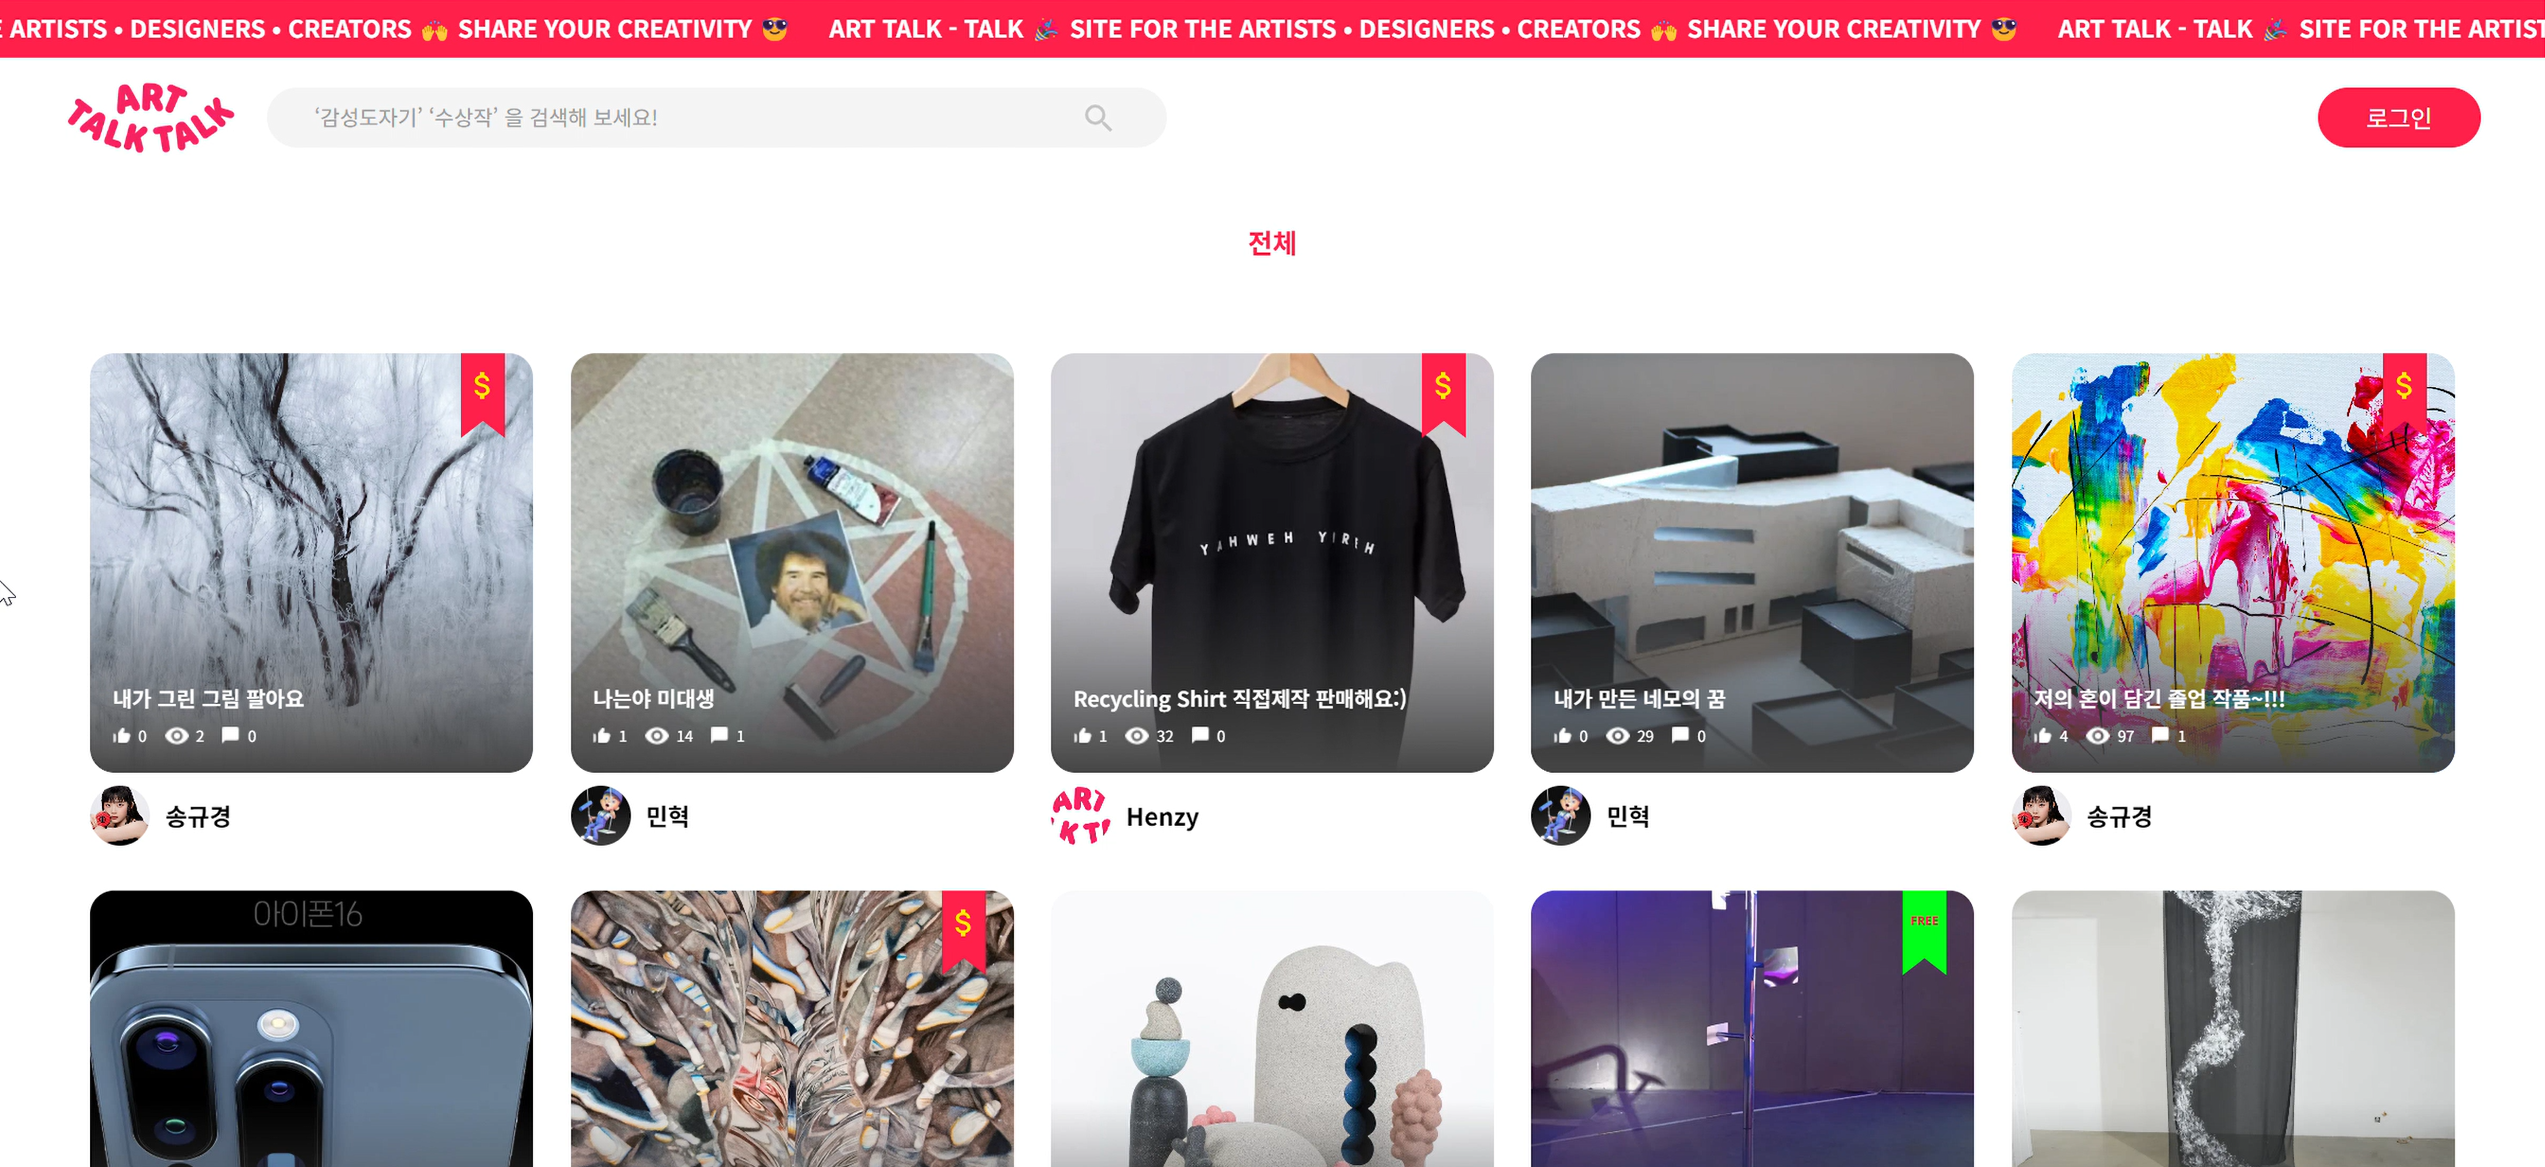 E ARTISTS • DESIGNERS • CREATORS 🙌 SHARE YOUR CREATIVITY 😎 ART TALK - TALK 🎉 SITE FOR THE ARTISTS • DESIGNERS • CREATORS 🙌 SHARE YOUR CREATIVITY 😎 ART TALK - TALK 🎉 SITE FOR THE ARTIST
ART
TALK TALK
‘감성도자기’ ‘수상작’ 을 검색해 보세요!
로그인
전체
$
$
$
YAHWEH YIREH
내가 그린 그림 팔아요
0 2 0
나는야 미대생
1 14 1
Recycling Shirt 직접제작 판매해요:)
1 32 0
내가 만든 네모의 꿈
0 29 0
저의 혼이 담긴 졸업 작품~!!!
4 97 1
송규경
민혁
Henzy
민혁
송규경
아이폰16
$
FREE